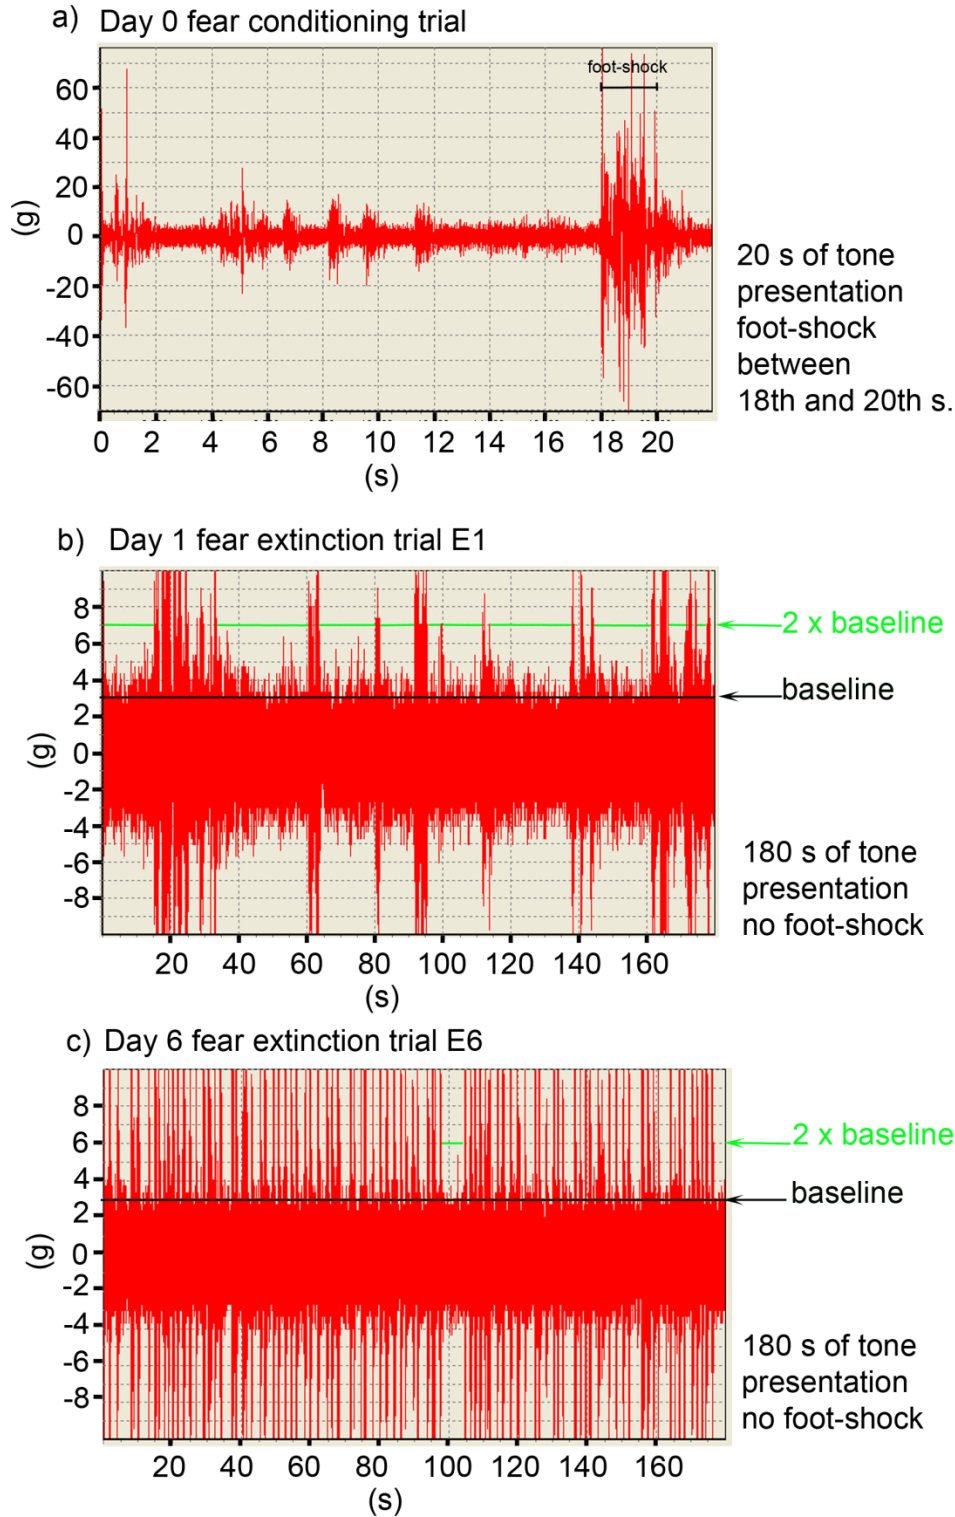 a) Day 0 fear conditioning trial
foot-shock
60
40
20
0
-20
-40
-60
(g)
0 2 4 6 8 10 12 14 16 18 20
(s)
20 s of tone
presentation
foot-shock
between
18th and 20th s.
b) Day 1 fear extinction trial E1
8
6
4
2
0
-2
-4
-6
-8
(g)
2 x baseline
baseline
20 40 60 80 100 120 140 160
(s)
180 s of tone
presentation
no foot-shock
c) Day 6 fear extinction trial E6
8
6
4
2
0
-2
-4
-6
-8
(g)
2 x baseline
baseline
20 40 60 80 100 120 140 160
(s)
180 s of tone
presentation
no foot-shock